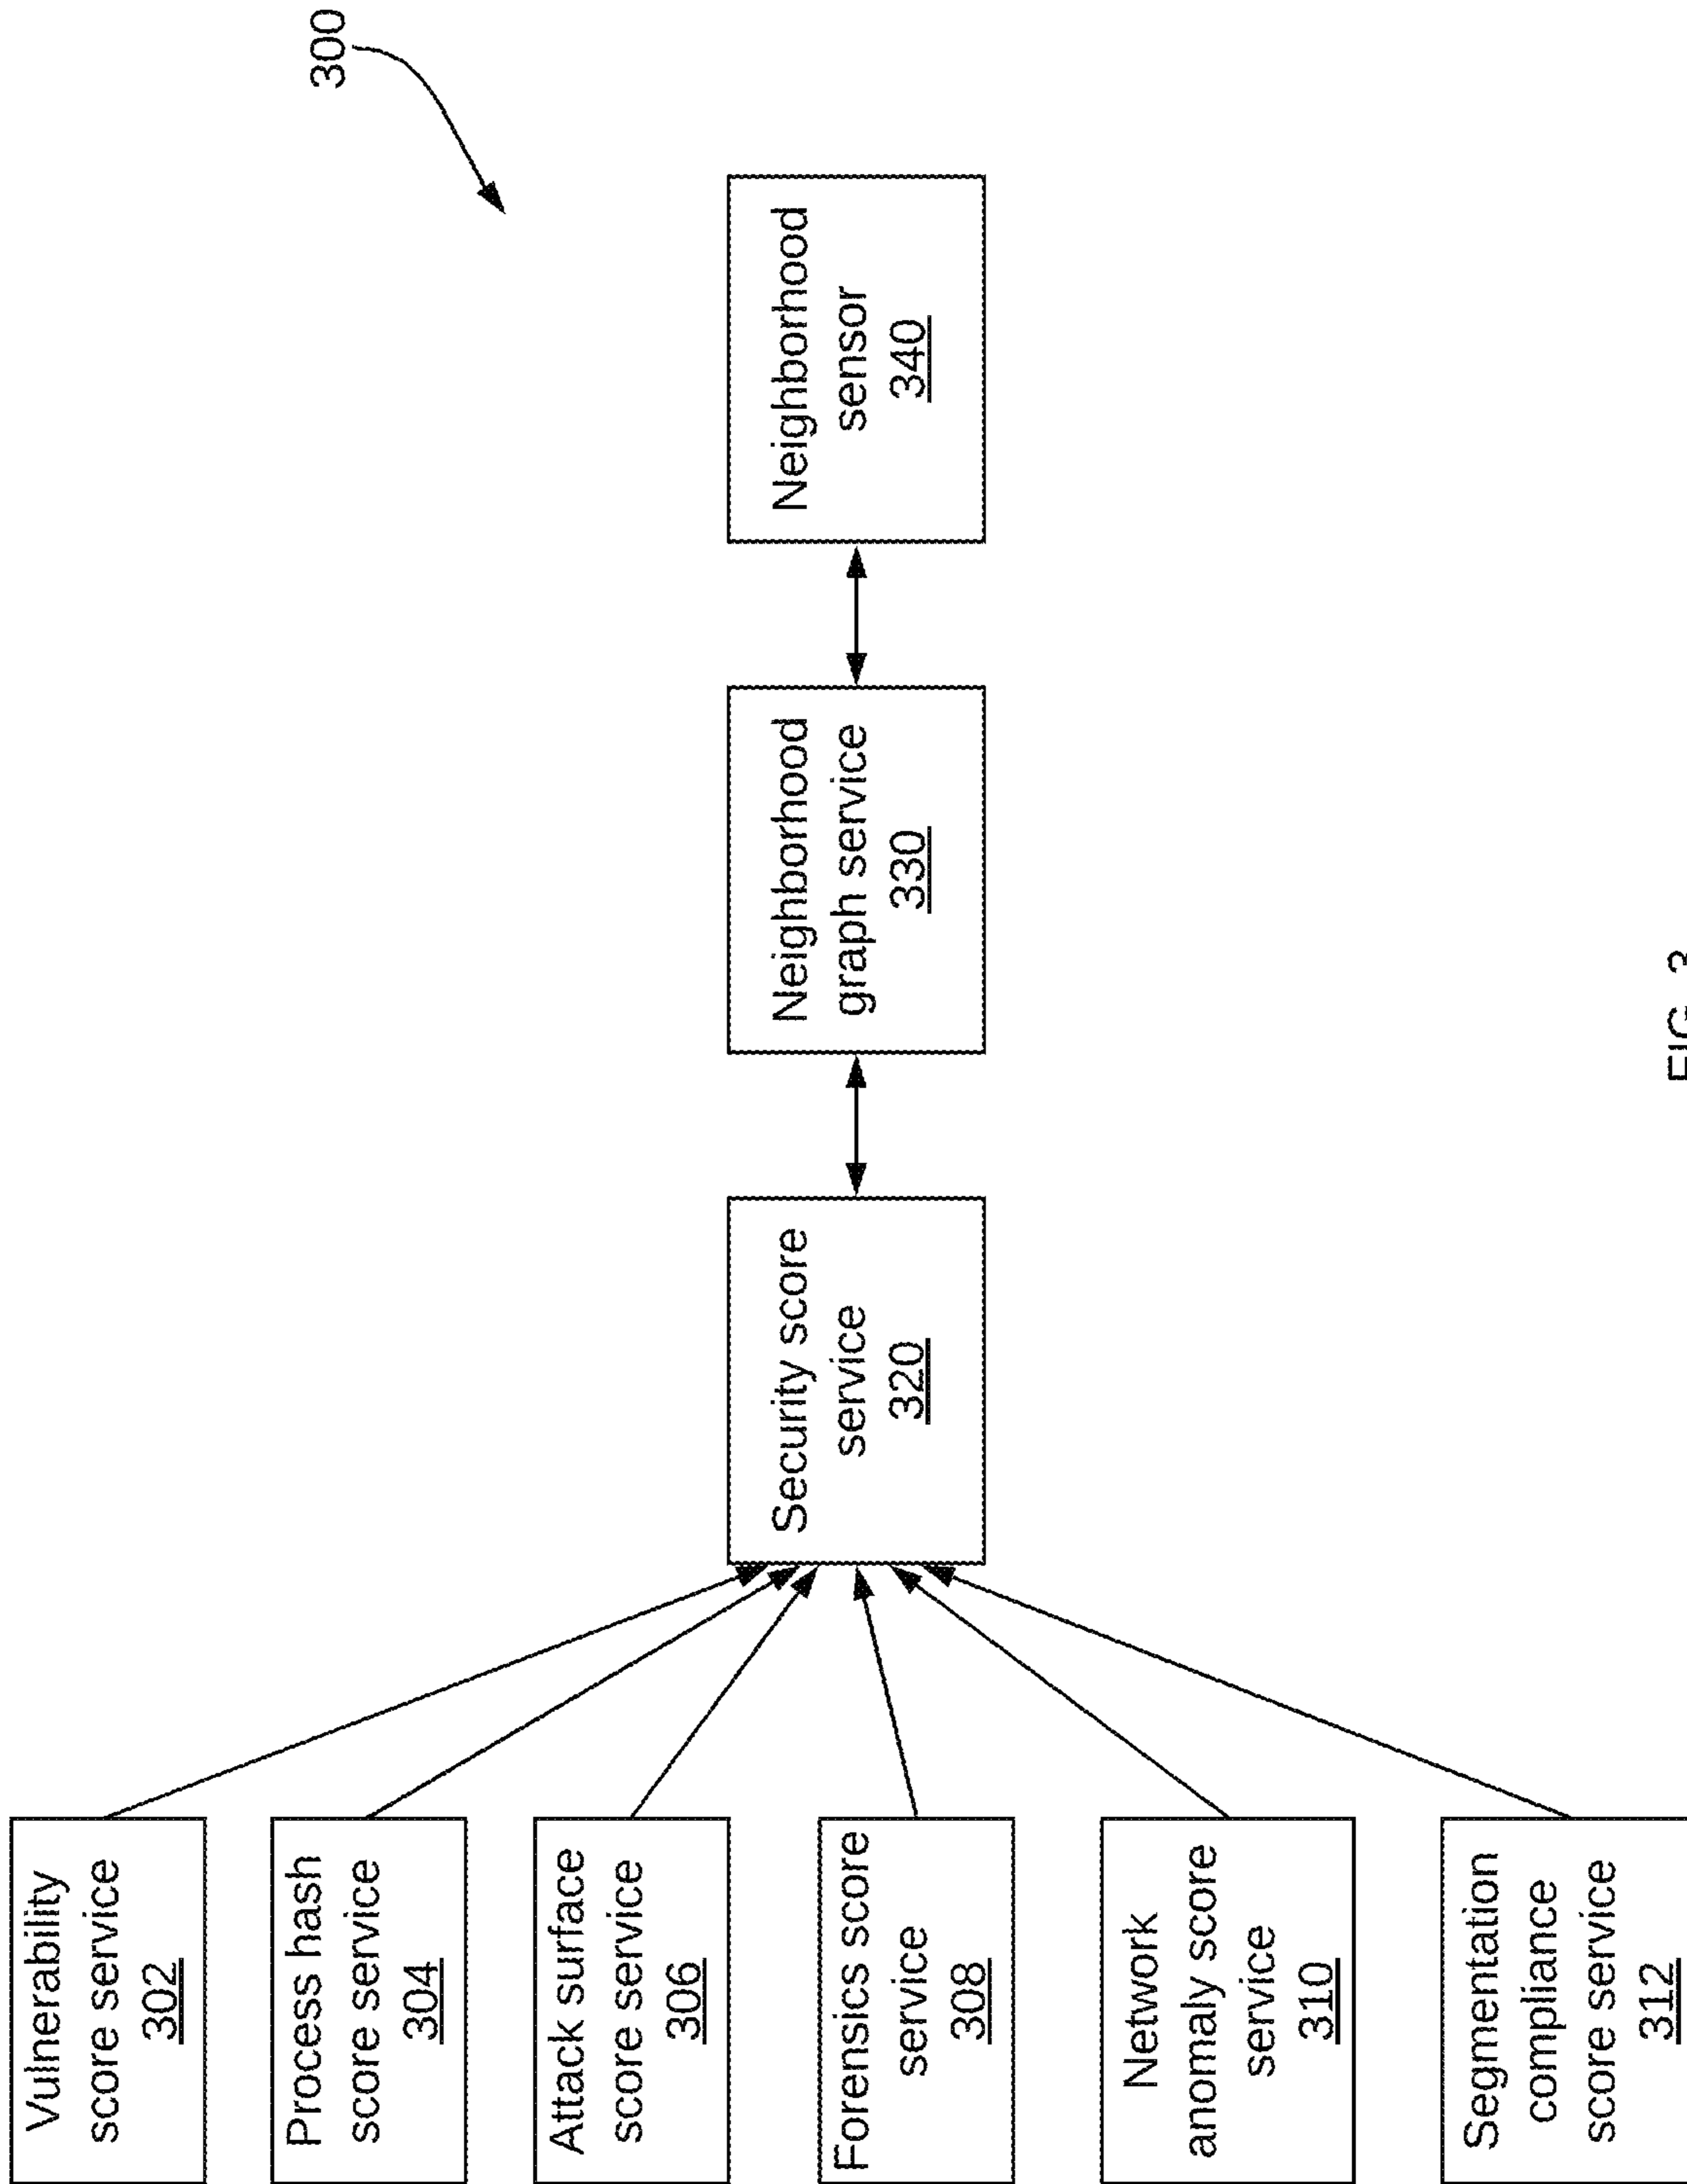 300
Vulnerability
score service
302
Process hash
score service
304
Attack surface
score service
306
Forensics score
service
308
Network
anomaly score
service
310
Segmentation
compliance
score service
312
Security score
service
320
Neighborhood
graph service
330
Neighborhood
sensor
340
FIG. 3